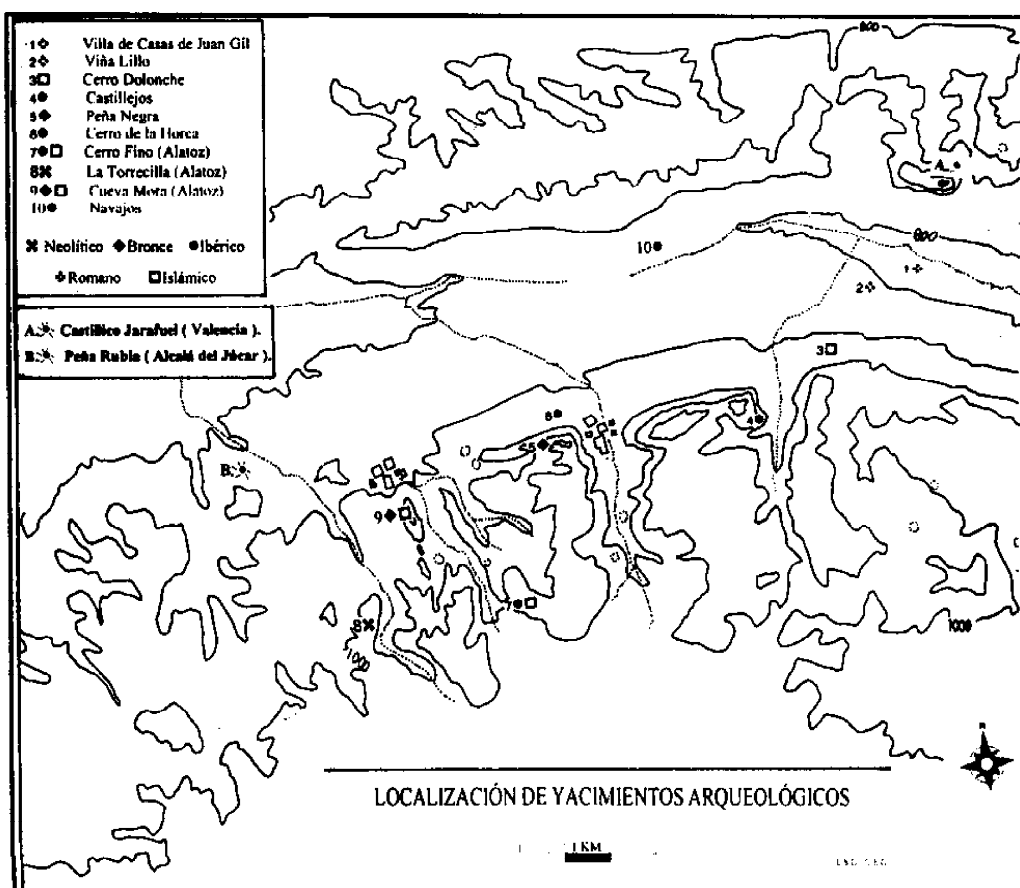 1 Villa de Casas de Juan Gil
2 Viña Lillo
3 Cerro Dolonche
4 Castillejos
5 Peña Negra
6 Cerro de la Horca
7 Cerro Fino (Alatoz)
8 La Torrecilla (Alatoz)
9 Cueva Mora (Alatoz)
10 Navajos
Neolítico Bronce Ibérico
Romano Islámico
A. Castillico Jarafuel ( Valencia ).
B. Peña Rubia ( Alcalá del Júcar ).
800
A.
10
800
1
2
3
6
4
5
B.
9
7
8
1000
1000
N
LOCALIZACIÓN DE YACIMIENTOS ARQUEOLÓGICOS
1 KM